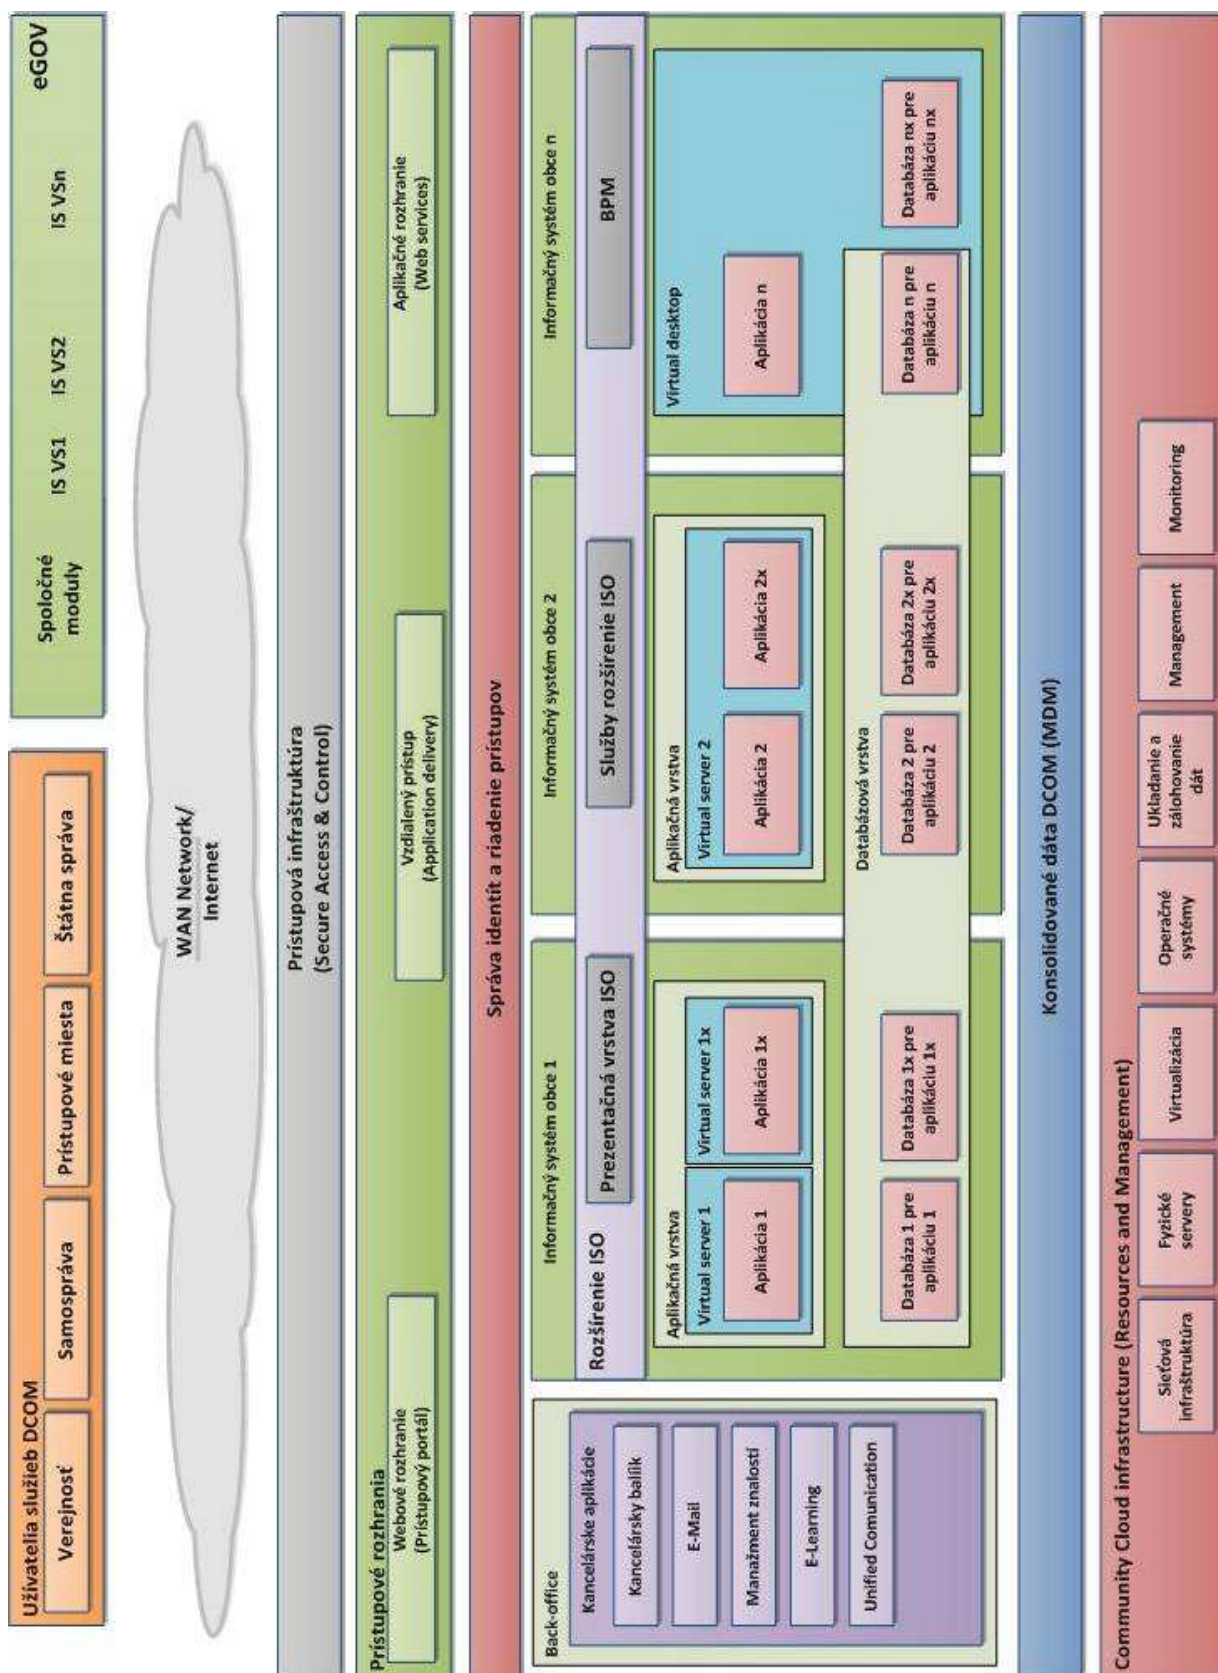 Užívatelia služieb DCOM
Verejnosť
Samospráva
Prístupové miesta
Štátna správa
Spoločné
moduly
IS VS1
IS VS2
IS VSn
eGOV
WAN Network/
Internet
Prístupová infraštruktúra
(Secure Access & Control)
Prístupové rozhrania
Webové rozhranie
(Prístupový portál)
Vzdialený prístup
(Application delivery)
Aplikačné rozhranie
(Web services)
Správa identít a riadenie prístupov
Back-office
Kancelárske aplikácie
Kancelársky balíik
E-Mail
Manažment znalostí
E-Learning
Unified Comunication
Informačný systém obce 1
Informačný systém obce 2
Informačný systém obce n
Rozšírenie ISO
Prezentačná vrstva ISO
Služby rozšírenie ISO
BPM
Aplikačná vrstva
Virtual server 1
Aplikácia 1
Virtual server 1x
Aplikácia 1x
Aplikačná vrstva
Virtual server 2
Aplikácia 2
Aplikácia 2x
Virtual desktop
Aplikácia n
Databázová vrstva
Databáza 1 pre
aplikáciu 1
Databáza 1x pre
aplikáciu 1x
Databáza 2 pre
aplikáciu 2
Databáza 2x pre
aplikáciu 2x
Databáza n pre
aplikáciu n
Databáza nx pre
aplikáciu nx
Konsolidované dáta DCOM (MDM)
Community Cloud infrastructure (Resources and Management)
Sieťová
infraštruktúra
Fyzické
servery
Virtualizácia
Operačné
systémy
Ukladanie a
zálohovanie
dát
Management
Monitoring